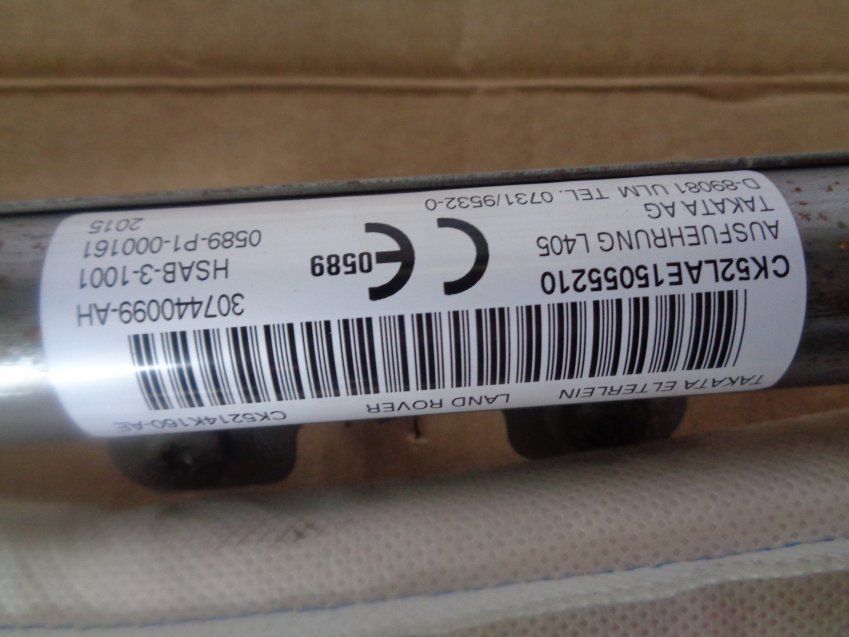 TAKATA ELTERLEIN LAND ROVER CK5214K160-AE
CK52LAE15055210
AUSFUEHRUNG L405
TAKATA AG
D-89081 ULM TEL. 0731/9532-0
CE 0589
307440099-AH
HSAB-3-1001
0589-P1-000161
2015